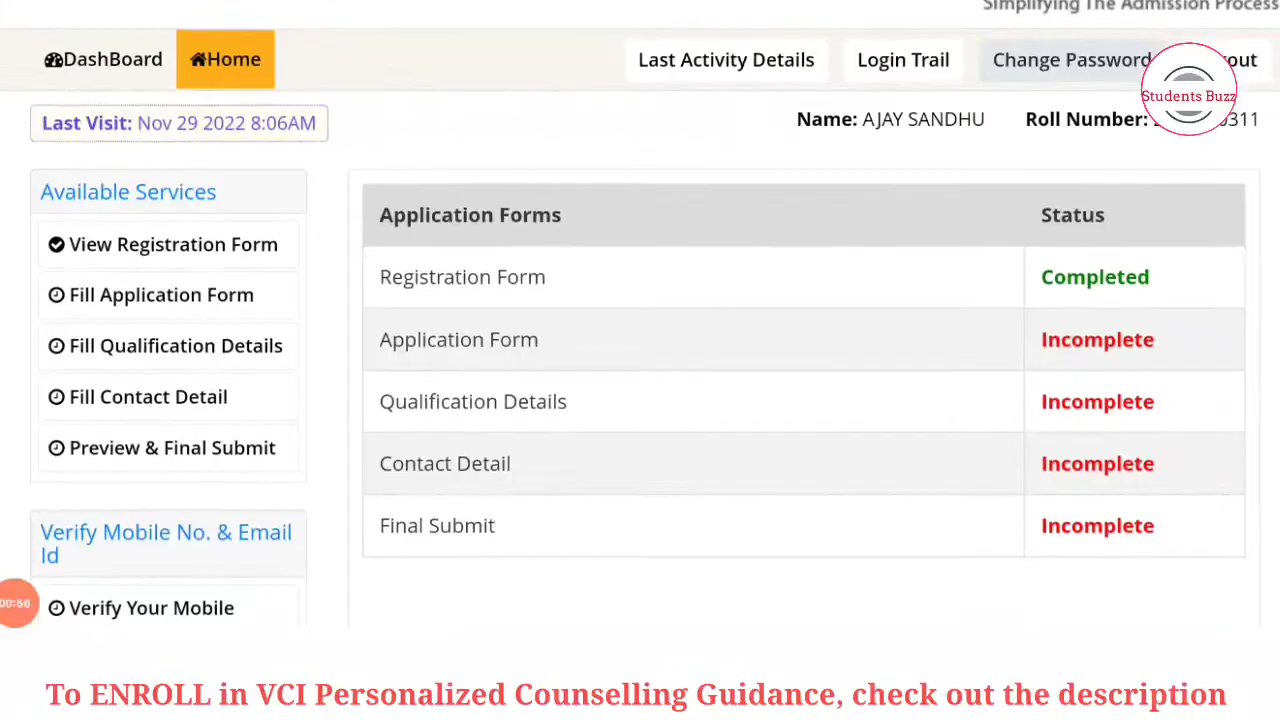 Simplifying The Admission Process
DashBoard Home Last Activity Details Login Trail Change Password
Students Buzz
Last Visit: Nov 29 2022 8:06AM Name: AJAY SANDHU Roll Number:
Available Services
View Registration Form
Fill Application Form
Fill Qualification Details
Fill Contact Detail
Preview & Final Submit
Verify Mobile No. & Email
Id
Verify Your Mobile
Application Forms Status
Registration Form Completed
Application Form Incomplete
Qualification Details Incomplete
Contact Detail Incomplete
Final Submit Incomplete
00:56
To ENROLL in VCI Personalized Counselling Guidance, check out the description